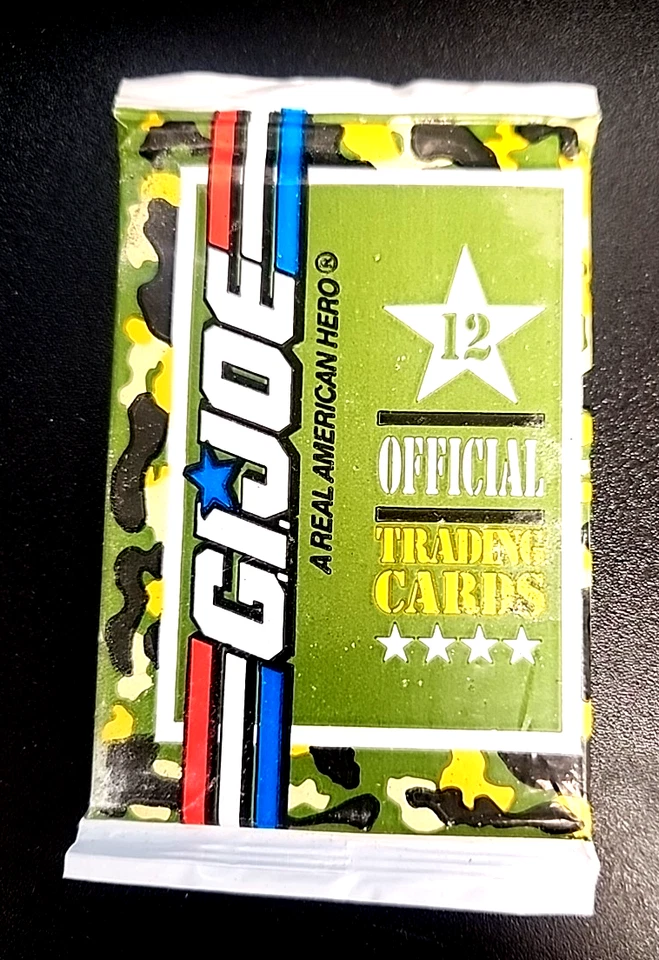 G.I. JOE
A REAL AMERICAN HERO®
12
OFFICIAL
TRADING
CARDS